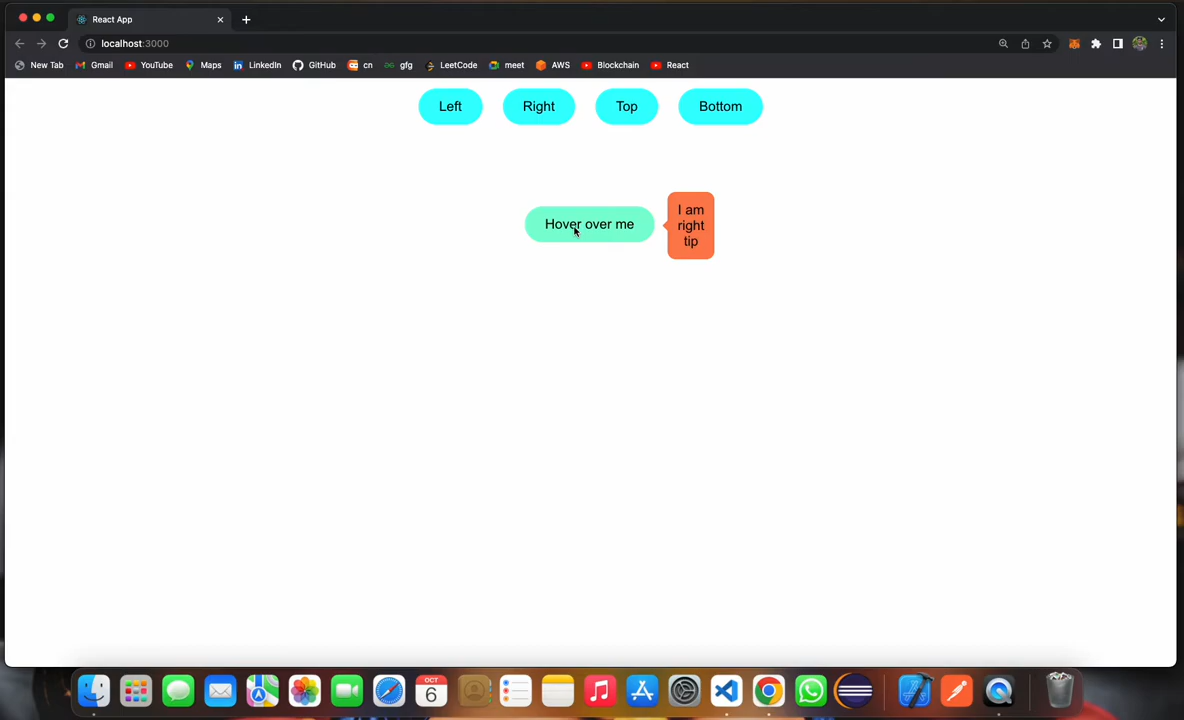 React App
localhost:3000
New Tab Gmail YouTube Maps LinkedIn GitHub cn gfg LeetCode meet AWS Blockchain React
Left Right Top Bottom
Hover over me
I am
right
tip
OCT
6